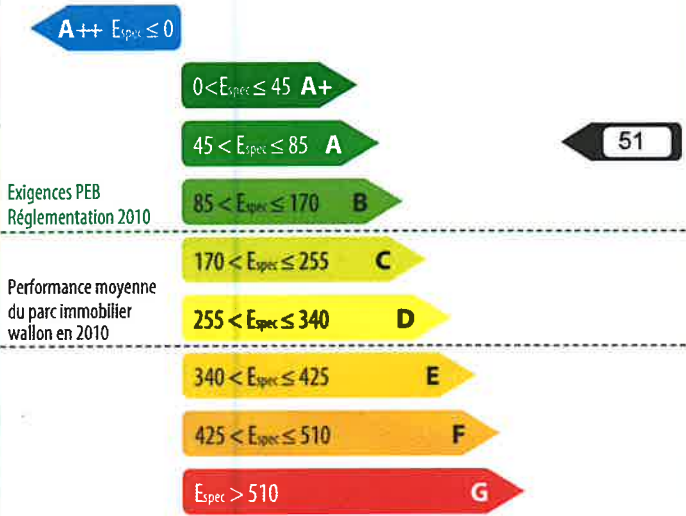 A++ Espec ≤ 0
0<Espec ≤ 45 A+
45 < Espec ≤ 85 A
51
Exigences PEB
Réglementation 2010
85 < Espec ≤ 170 B
170 < Espec ≤ 255 C
Performance moyenne
du parc immobilier
wallon en 2010
255 < Espec ≤ 340 D
340 < Espec ≤ 425 E
425 < Espec ≤ 510 F
Espec > 510 G